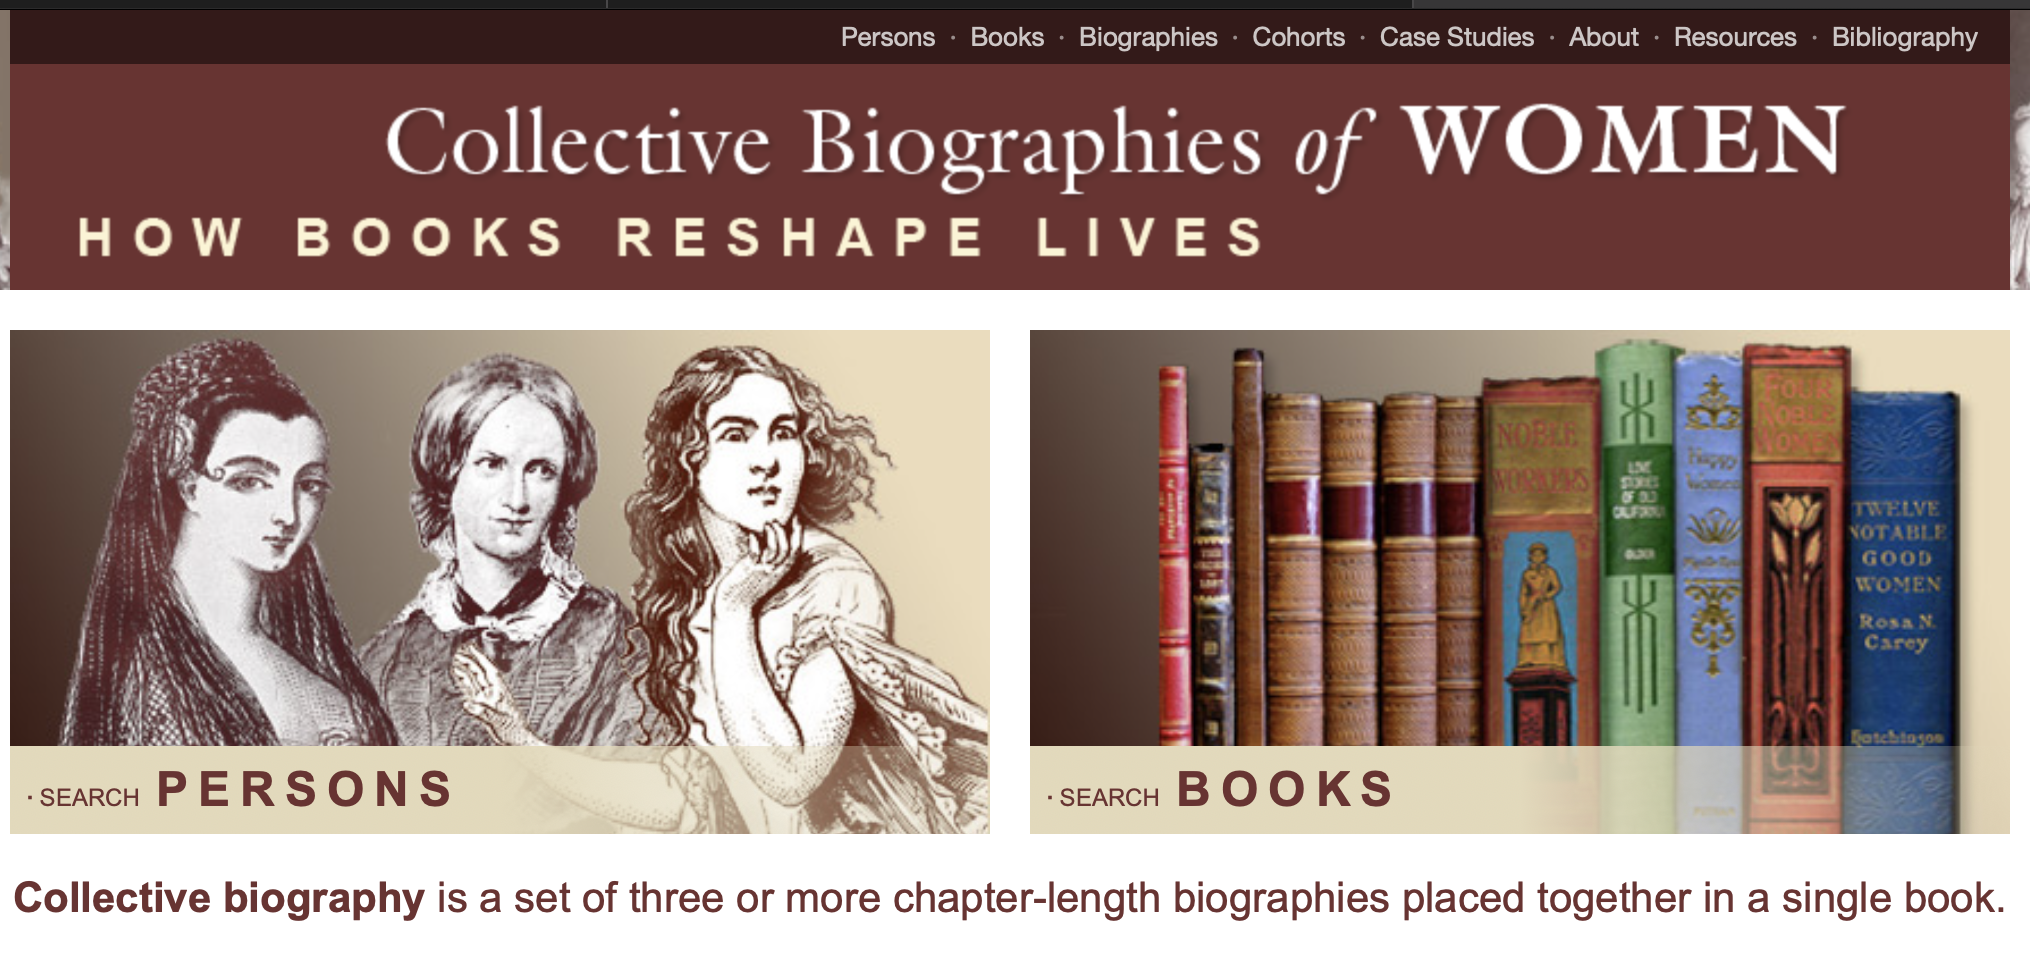 Persons · Books · Biographies · Cohorts · Case Studies · About · Resources · Bibliography
Collective Biographies of WOMEN
HOW BOOKS RESHAPE LIVES
NOBLE
WORKERS
LOVE
STORIES
OF OLD
CALIFORNIA
OLDER
Happy
Women
FOUR
NOBLE
WOMEN
TWELVE
NOTABLE
GOOD
WOMEN
Rosa N.
Carey
Hutchinson
· SEARCH PERSONS
· SEARCH BOOKS
Collective biography is a set of three or more chapter-length biographies placed together in a single book.